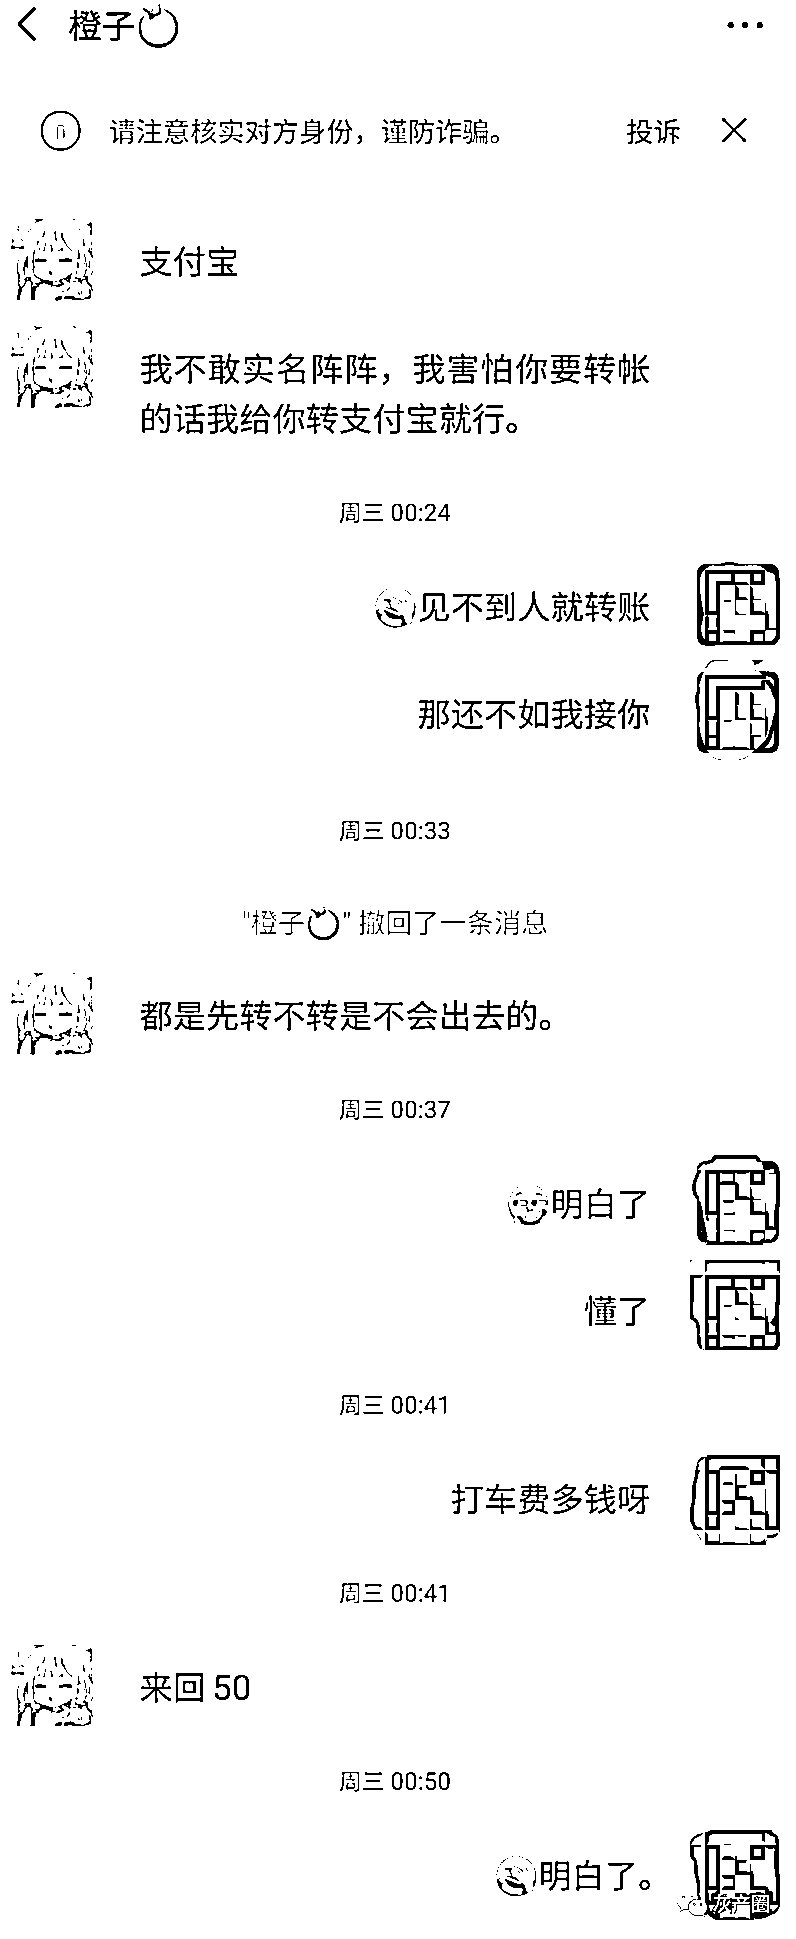 橙子
请注意核实对方身份，谨防诈骗。 投诉
支付宝
我不敢实名阵阵，我害怕你要转帐
的话我给你转支付宝就行。
周三 00:24
见不到人就转账
那还不如我接你
周三 00:33
"橙子" 撤回了一条消息
都是先转不转是不会出去的。
周三 00:37
明白了
懂了
周三 00:41
打车费多钱呀
周三 00:41
来回 50
周三 00:50
明白了。
灰产圈